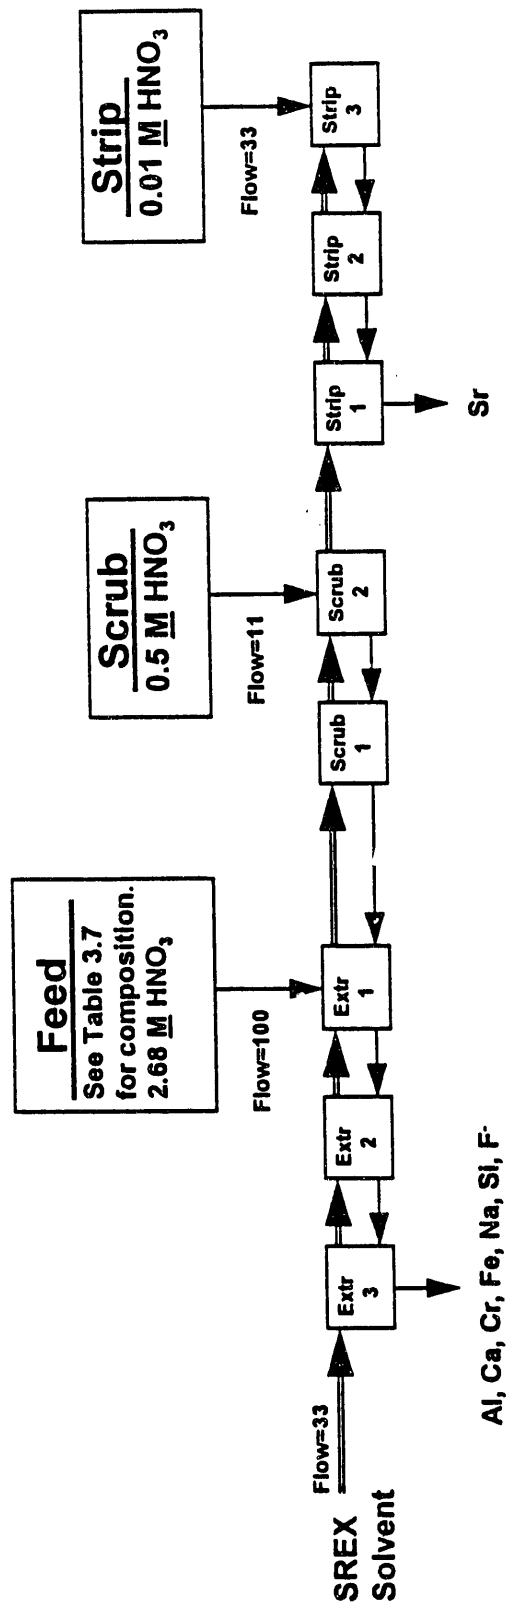 Feed
See Table 3.7
for composition.
2.68 M HNO3
Scrub
0.5 M HNO3
Strip
0.01 M HNO3
Flow=33
SREX
Solvent
Flow=100
Flow=11
Flow=33
Extr
3
Extr
2
Extr
1
Scrub
1
Scrub
2
Strip
1
Strip
2
Strip
3
Al, Ca, Cr, Fe, Na, Si, F-
Sr